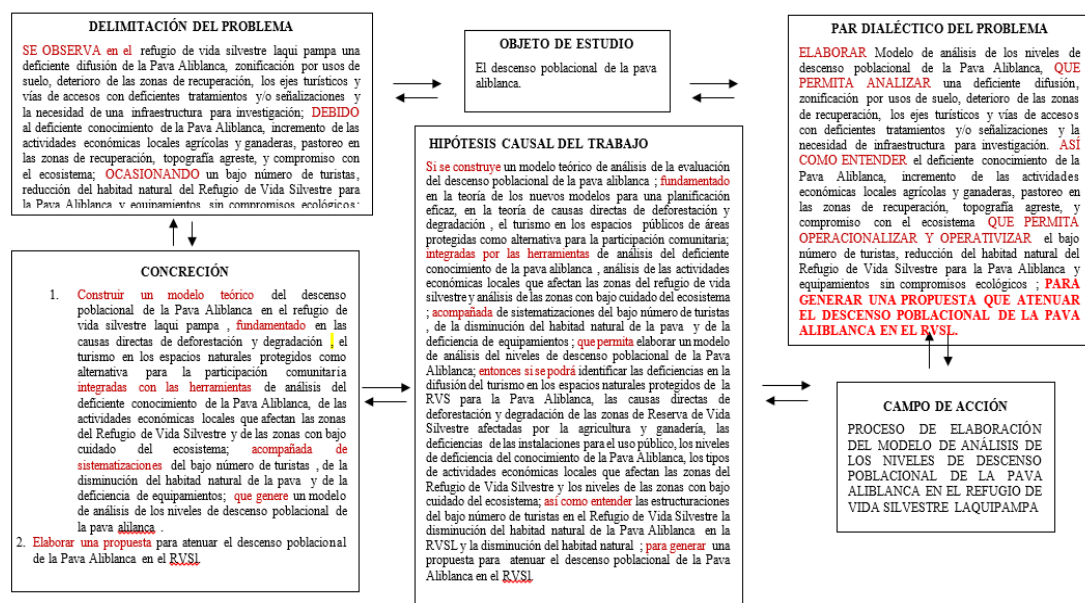 DELIMITACIÓN DEL PROBLEMA
SE OBSERVA en el refugio de vida silvestre laqui pampa una
deficiente difusión de la Pava Aliblanca, zonificación por usos de
suelo, deterioro de las zonas de recuperación, los ejes turísticos y
vías de accesos con deficientes tratamientos y/o señalizaciones y
la necesidad de una infraestructura para investigación; DEBIDO
al deficiente conocimiento de la Pava Aliblanca, incremento de las
actividades económicas locales agrícolas y ganaderas, pastoreo en
las zonas de recuperación, topografía agreste, y compromiso con
el ecosistema; OCASIONANDO un bajo número de turistas,
reducción del habitad natural del Refugio de Vida Silvestre para
la Pava Aliblanca y equipamientos sin compromisos ecológicos;
OBJETO DE ESTUDIO
El descenso poblacional de la pava
aliblanca.
PAR DIALÉCTICO DEL PROBLEMA
ELABORAR Modelo de análisis de los niveles de
descenso poblacional de la Pava Aliblanca, QUE
PERMITA ANALIZAR una deficiente difusión,
zonificación por usos de suelo, deterioro de las zonas
de recuperación, los ejes turísticos y vías de accesos
con deficientes tratamientos y/o señalizaciones y la
necesidad de infraestructura para investigación. ASÍ
COMO ENTENDER el deficiente conocimiento de la
Pava Aliblanca, incremento de las actividades
económicas locales agrícolas y ganaderas, pastoreo en
las zonas de recuperación, topografía agreste, y
compromiso con el ecosistema QUE PERMITA
OPERACIONALIZAR Y OPERATIVIZAR el bajo
número de turistas, reducción del habitad natural del
Refugio de Vida Silvestre para la Pava Aliblanca y
equipamientos sin compromisos ecológicos ; PARA
GENERAR UNA PROPUESTA QUE ATENUAR
EL DESCENSO POBLACIONAL DE LA PAVA
ALIBLANCA EN EL RVSL.
HIPÓTESIS CAUSAL DEL TRABAJO
Si se construye un modelo teórico de análisis de la evaluación
del descenso poblacional de la pava aliblanca ; fundamentado
en la teoría de los nuevos modelos para una planificación
eficaz, en la teoría de causas directas de deforestación y
degradación , el turismo en los espacios públicos de áreas
protegidas como alternativa para la participación comunitaria;
integradas por las herramientas de análisis del deficiente
conocimiento de la pava aliblanca , análisis de las actividades
económicas locales que afectan las zonas del refugio de vida
silvestre y análisis de las zonas con bajo cuidado del ecosistema
; acompañada de sistematizaciones del bajo número de turistas
, de la disminución del habitad natural de la pava y de la
deficiencia de equipamientos ; que permita elaborar un modelo
de análisis del niveles de descenso poblacional de la Pava
Aliblanca; entonces si se podrá identificar las deficiencias en la
difusión del turismo en los espacios naturales protegidos de la
RVS para la Pava Aliblanca, las causas directas de
deforestación y degradación de las zonas de Reserva de Vida
Silvestre afectadas por la agricultura y ganadería, las
deficiencias de las instalaciones para el uso público, los niveles
de deficiencia del conocimiento de la Pava Aliblanca, los tipos
de actividades económicas locales que afectan las zonas del
Refugio de Vida Silvestre y los niveles de las zonas con bajo
cuidado del ecosistema; así como entender las estructuraciones
del bajo número de turistas en el Refugio de Vida Silvestre la
disminución del habitad natural de la Pava Aliblanca en la
RVSL y la disminución del habitad natural ; para generar una
propuesta para atenuar el descenso poblacional de la Pava
Aliblanca en el RVSL
CONCRECIÓN
1. Construir un modelo teórico del descenso
poblacional de la Pava Aliblanca en el refugio de
vida silvestre laqui pampa , fundamentado en las
causas directas de deforestación y degradación , el
turismo en los espacios naturales protegidos como
alternativa para la participación comunitaria
integradas con las herramientas de análisis del
deficiente conocimiento de la Pava Aliblanca, de las
actividades económicas locales que afectan las zonas
del Refugio de Vida Silvestre y de las zonas con bajo
cuidado del ecosistema; acompañada de
sistematizaciones del bajo número de turistas , de la
disminución del habitad natural de la pava y de la
deficiencia de equipamientos; que genere un modelo
de análisis de los niveles de descenso poblacional de
la pava alilanca .
2. Elaborar una propuesta para atenuar el descenso poblacional
de la Pava Aliblanca en el RVSL
CAMPO DE ACCIÓN
PROCESO DE ELABORACIÓN
DEL MODELO DE ANÁLISIS DE
LOS NIVELES DE DESCENSO
POBLACIONAL DE LA PAVA
ALIBLANCA EN EL REFUGIO DE
VIDA SILVESTRE LAQUIPAMPA